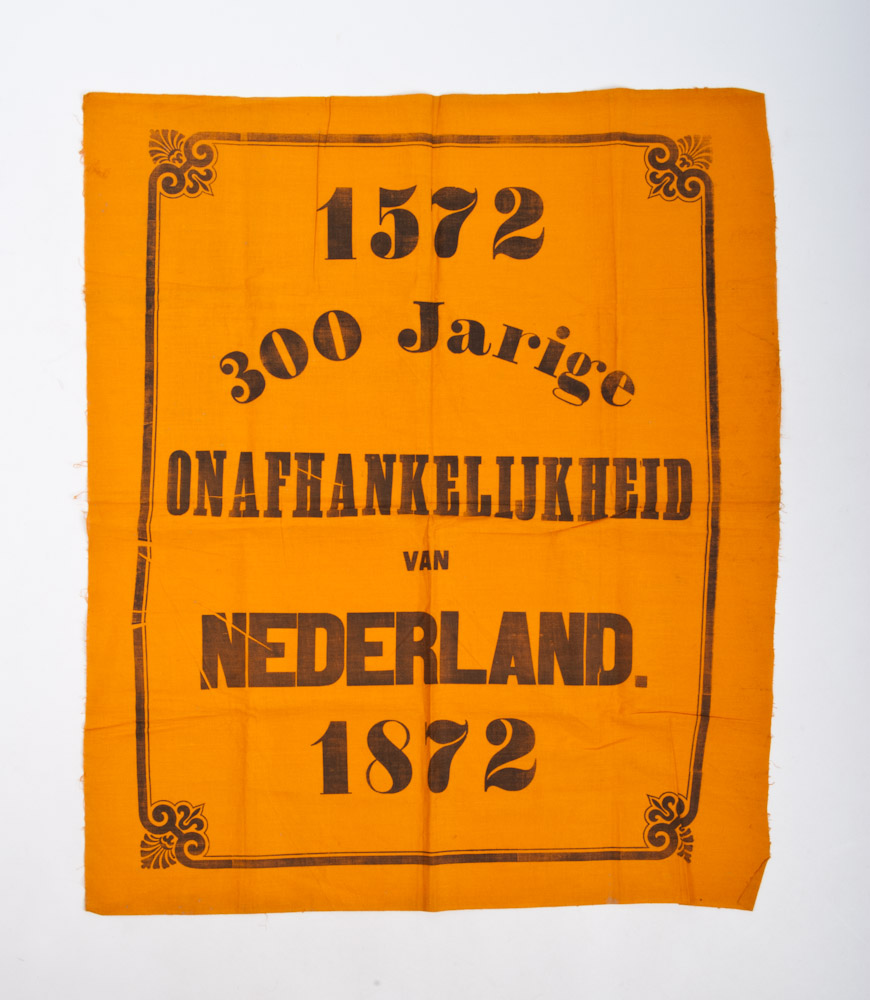 1572
300 Jarige
ONAFHANKELIJKHEID
VAN
NEDERLAND.
1872